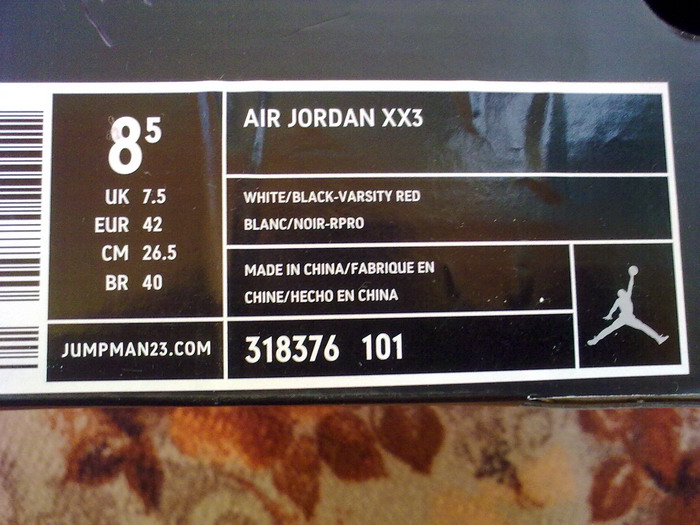 8⁵
UK 7.5
EUR 42
CM 26.5
BR 40
JUMPMAN23.COM
AIR JORDAN XX3
WHITE/BLACK-VARSITY RED
BLANC/NOIR-RPRO
MADE IN CHINA/FABRIQUE EN
CHINE/HECHO EN CHINA
318376 101